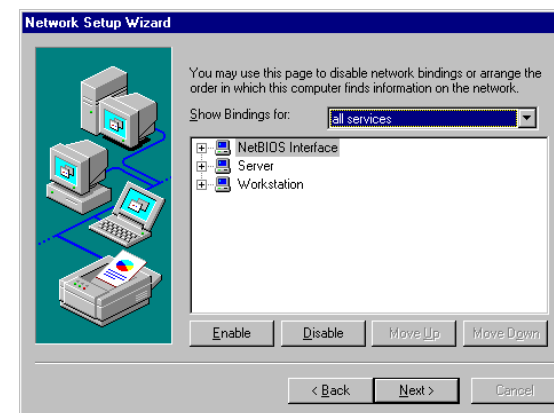 Network Setup Wizard
You may use this page to disable network bindings or arrange the
order in which this computer finds information on the network.
Show Bindings for: all services
NetBIOS Interface
Server
Workstation
Enable Disable Move Up Move Down
< Back Next > Cancel